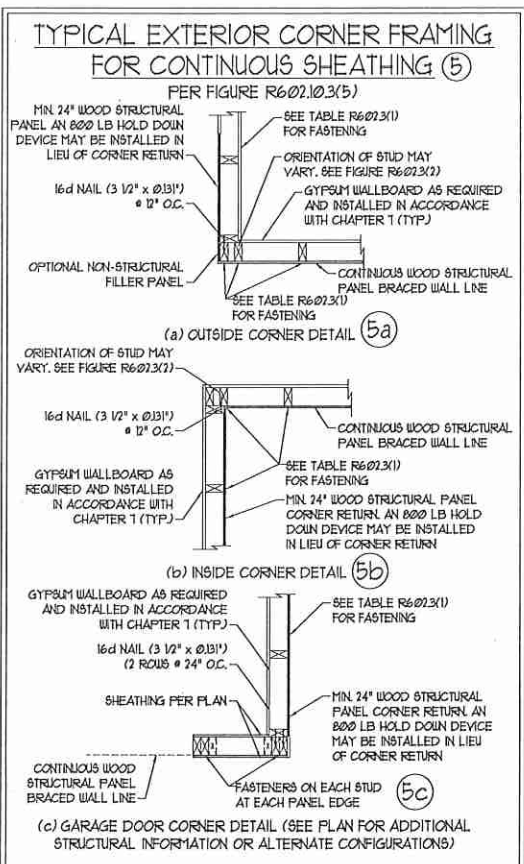 TYPICAL EXTERIOR CORNER FRAMING
FOR CONTINUOUS SHEATHING 5
PER FIGURE R602.10.3(5)
MIN. 24" WOOD STRUCTURAL
PANEL AN 800 LB HOLD DOWN
DEVICE MAY BE INSTALLED IN
LIEU OF CORNER RETURN
16d NAIL (3 1/2" x Ø.131")
@ 12" O.C.
OPTIONAL NON-STRUCTURAL
FILLER PANEL
SEE TABLE R602.3(1)
FOR FASTENING
ORIENTATION OF STUD MAY
VARY. SEE FIGURE R602.3(2)
GYPSUM WALLBOARD AS REQUIRED
AND INSTALLED IN ACCORDANCE
WITH CHAPTER 7 (TYP.)
CONTINUOUS WOOD STRUCTURAL
PANEL BRACED WALL LINE
SEE TABLE R602.3(1)
FOR FASTENING
(a) OUTSIDE CORNER DETAIL 5a
ORIENTATION OF STUD MAY
VARY. SEE FIGURE R602.3(2)
16d NAIL (3 1/2" x Ø.131")
@ 12" O.C.
GYPSUM WALLBOARD AS
REQUIRED AND INSTALLED
IN ACCORDANCE WITH
CHAPTER 7 (TYP.)
CONTINUOUS WOOD STRUCTURAL
PANEL BRACED WALL LINE
SEE TABLE R602.3(1)
FOR FASTENING
MIN. 24" WOOD STRUCTURAL PANEL
CORNER RETURN. AN 800 LB HOLD
DOWN DEVICE MAY BE INSTALLED
IN LIEU OF CORNER RETURN
(b) INSIDE CORNER DETAIL 5b
GYPSUM WALLBOARD AS REQUIRED
AND INSTALLED IN ACCORDANCE
WITH CHAPTER 7 (TYP.)
16d NAIL (3 1/2" x Ø.131")
(2 ROWS @ 24" O.C.
SHEATHING PER PLAN
CONTINUOUS WOOD
STRUCTURAL PANEL
BRACED WALL LINE
SEE TABLE R602.3(1)
FOR FASTENING
MIN. 24" WOOD STRUCTURAL
PANEL CORNER RETURN. AN
800 LB HOLD DOWN DEVICE
MAY BE INSTALLED IN LIEU
OF CORNER RETURN
FASTENERS ON EACH STUD
AT EACH PANEL EDGE
5c
(c) GARAGE DOOR CORNER DETAIL (SEE PLAN FOR ADDITIONAL
STRUCTURAL INFORMATION OR ALTERNATE CONFIGURATIONS)